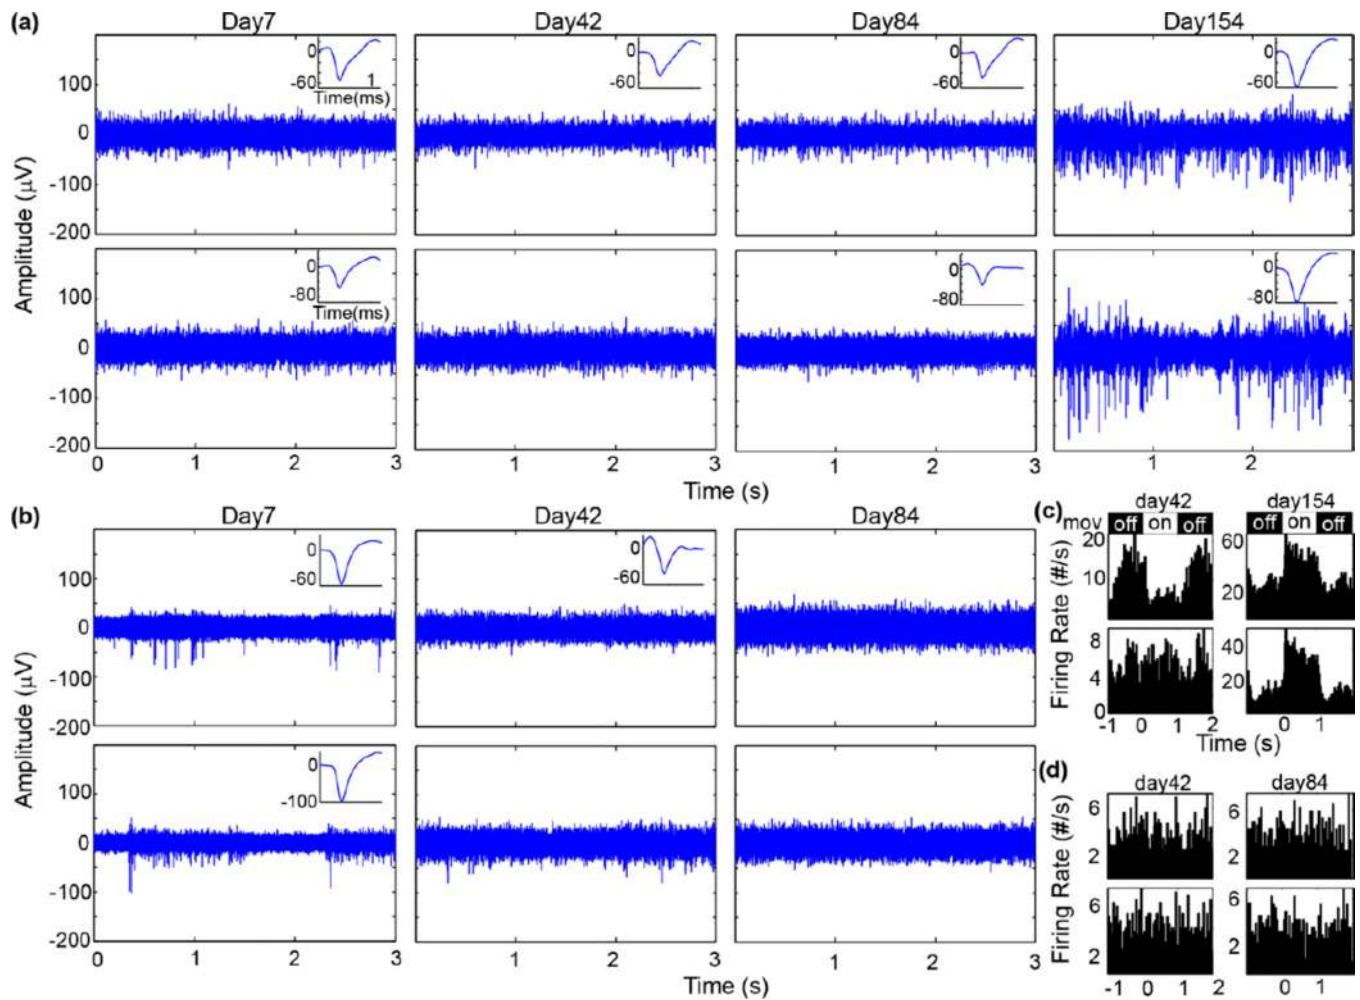 (a) Day7 Day42 Day84 Day154
0 0 0 0
100 -60 1 -60 -60 -60
Time(ms)
0
-100
-200
0 0 0
100 -80 -80 -80
Time(ms)
0
-100
-200
0 1 2 3 1 2 3 1 2 3 1 2
Amplitude (µV)
Time (s)
(b) Day7 Day42 Day84
0 0
100 -60 -60
0
-100
-200
0
100 -100
0
-100
-200
0 1 2 3 1 2 3 1 2 3
Amplitude (µV)
Time (s)
(c) day42 day154
mov off on off off on off
20 60
10 20
8 40
4 20
0
-1 0 1 2 0 1
Firing Rate (#/s)
Time (s)
(d) day42 day84
6 6
2 2
6 6
2 2
-1 0 1 2 0 1 2
Firing Rate (#/s)